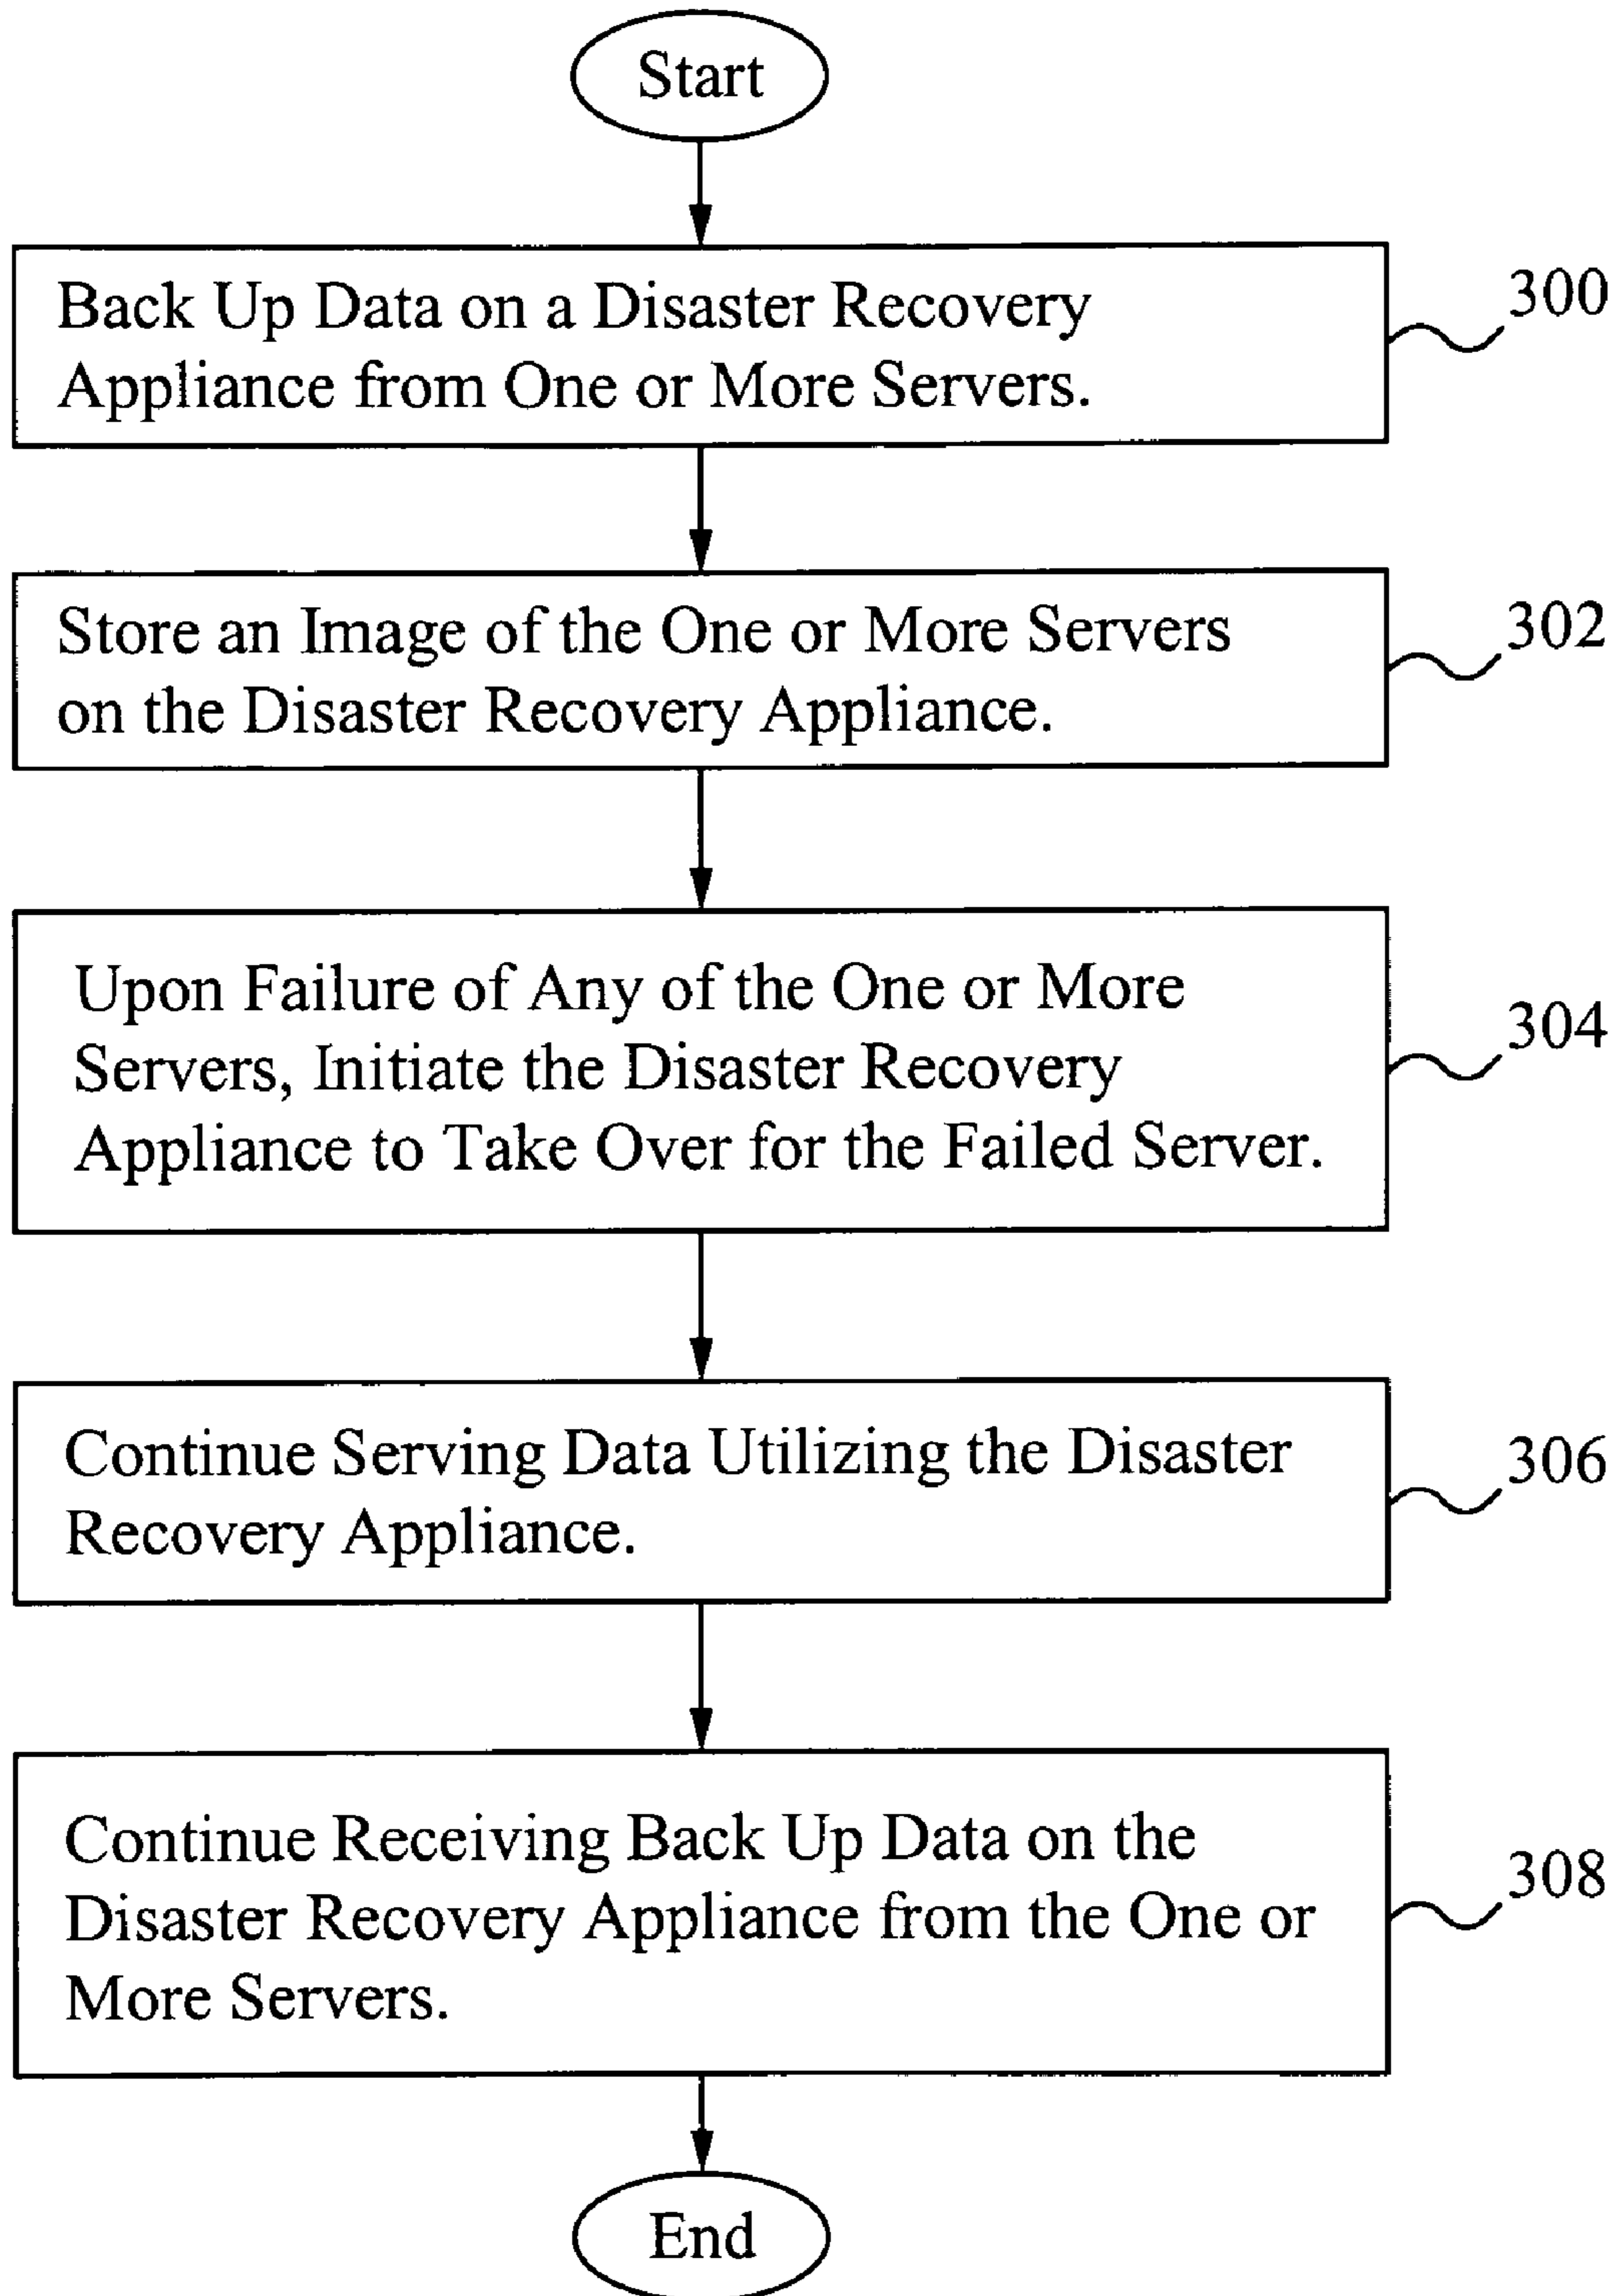 Start
Back Up Data on a Disaster Recovery
Appliance from One or More Servers.
300
Store an Image of the One or More Servers
on the Disaster Recovery Appliance.
302
Upon Failure of Any of the One or More
Servers, Initiate the Disaster Recovery
Appliance to Take Over for the Failed Server.
304
Continue Serving Data Utilizing the Disaster
Recovery Appliance.
306
Continue Receiving Back Up Data on the
Disaster Recovery Appliance from the One or
More Servers.
308
End